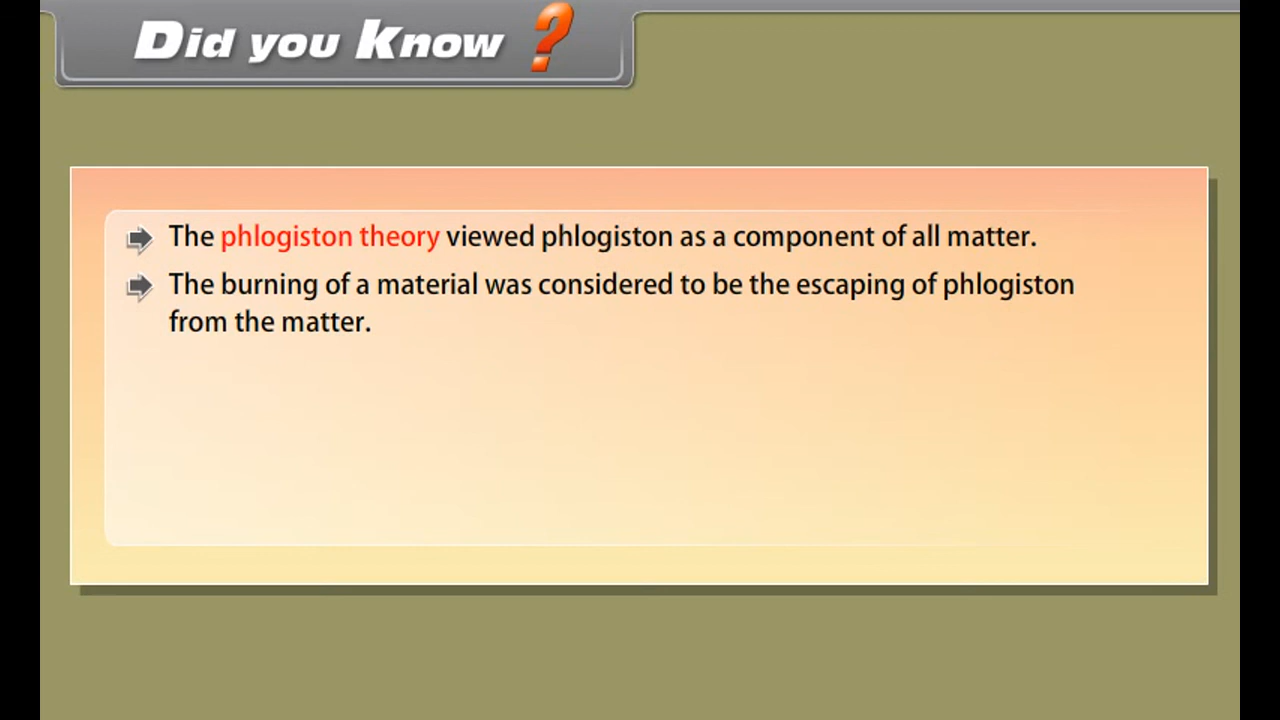 Did you Know ?
The phlogiston theory viewed phlogiston as a component of all matter.
The burning of a material was considered to be the escaping of phlogiston
from the matter.